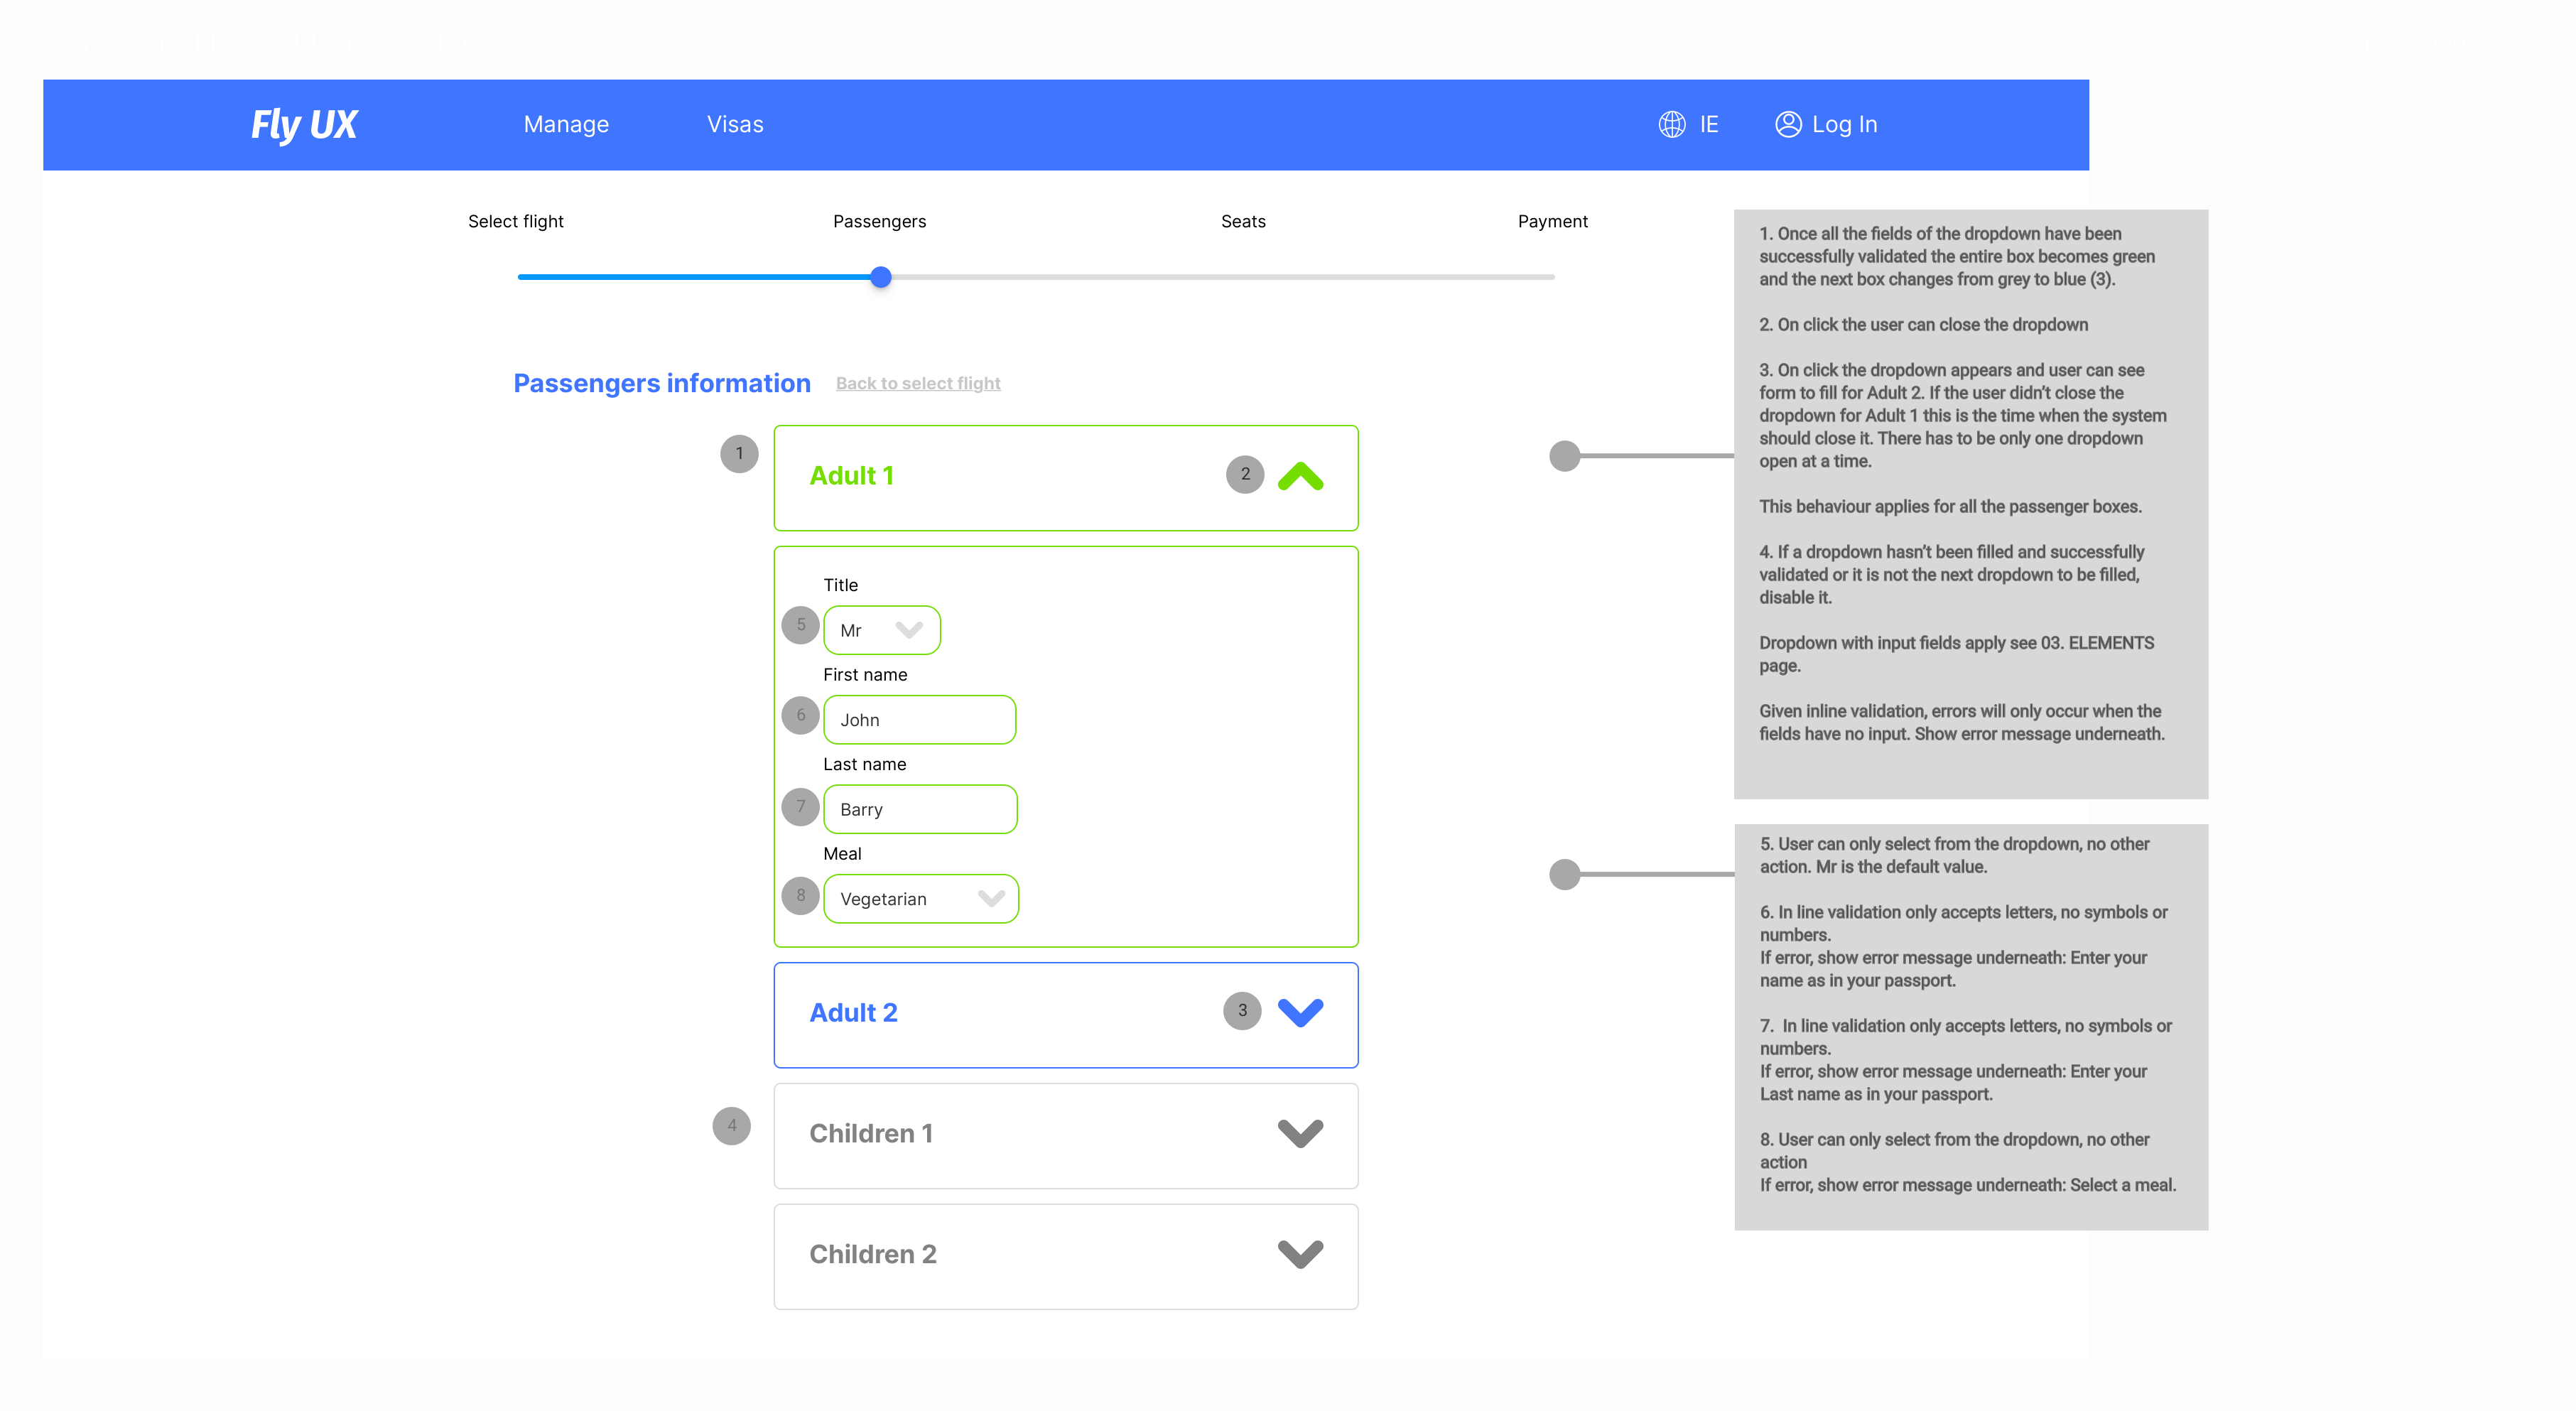 Fly UX
Manage
Visas
IE
Log In
Select flight
Passengers
Seats
Payment
Passengers information
Back to select flight
1
Adult 1
2
Title
5
Mr
First name
6
John
Last name
7
Barry
Meal
8
Vegetarian
Adult 2
3
4
Children 1
Children 2
1. Once all the fields of the dropdown have been
successfully validated the entire box becomes green
and the next box changes from grey to blue (3).
2. On click the user can close the dropdown
3. On click the dropdown appears and user can see
form to fill for Adult 2. If the user didn’t close the
dropdown for Adult 1 this is the time when the system
should close it. There has to be only one dropdown
open at a time.
This behaviour applies for all the passenger boxes.
4. If a dropdown hasn’t been filled and successfully
validated or it is not the next dropdown to be filled,
disable it.
Dropdown with input fields apply see 03. ELEMENTS
page.
Given inline validation, errors will only occur when the
fields have no input. Show error message underneath.
5. User can only select from the dropdown, no other
action. Mr is the default value.
6. In line validation only accepts letters, no symbols or
numbers.
If error, show error message underneath: Enter your
name as in your passport.
7.  In line validation only accepts letters, no symbols or
numbers.
If error, show error message underneath: Enter your
Last name as in your passport.
8. User can only select from the dropdown, no other
action
If error, show error message underneath: Select a meal.